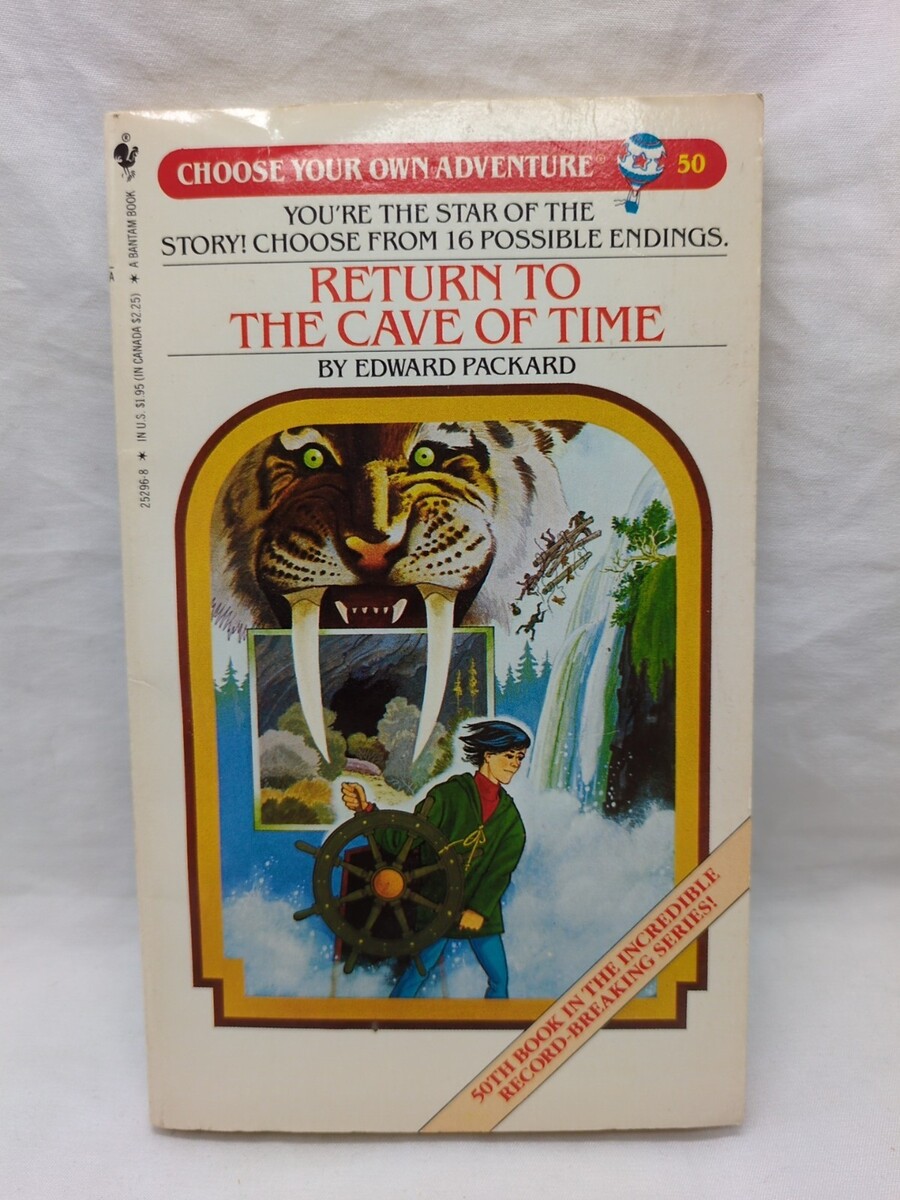 CHOOSE YOUR OWN ADVENTURE® 50
YOU'RE THE STAR OF THE
STORY! CHOOSE FROM 16 POSSIBLE ENDINGS.
RETURN TO
THE CAVE OF TIME
BY EDWARD PACKARD
25296-8 * IN U.S. $1.95 (IN CANADA $2.25) * A BANTAM BOOK ®
50TH BOOK IN THE INCREDIBLE
RECORD-BREAKING SERIES!